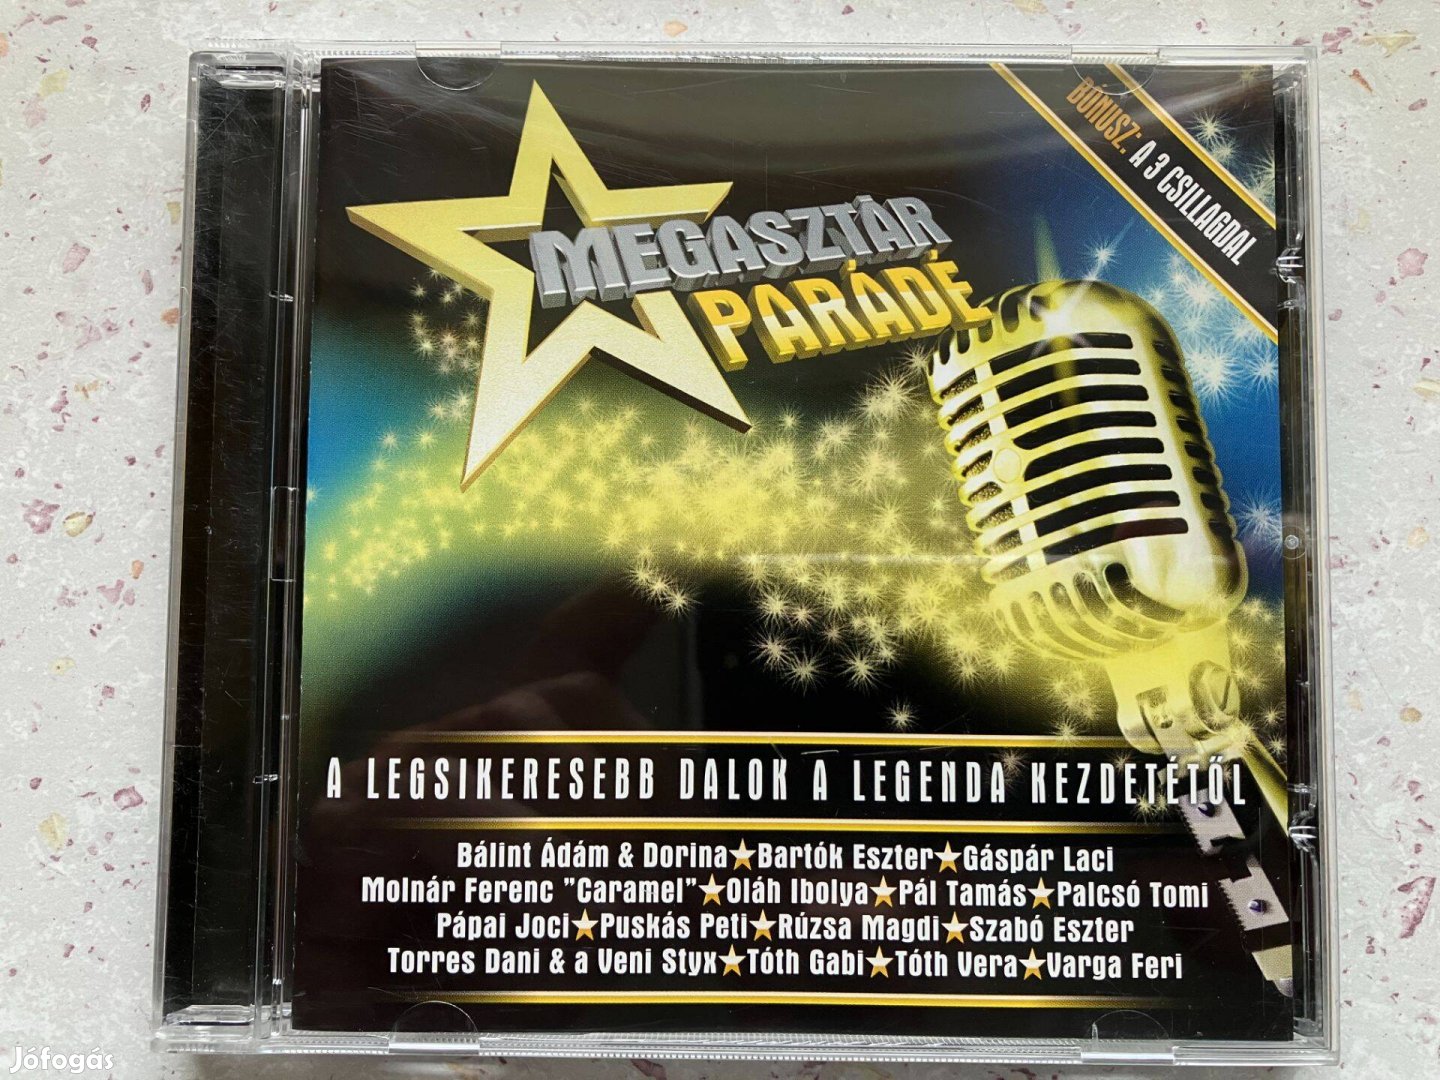 BÓNUSZ: A 3 CSILLAGDAL
MEGASZTÁR
PARÁDÉ
A LEGSIKERESEBB DALOK A LEGENDA KEZDETÉTŐL
Bálint Ádám & Dorina★Bartók Eszter★Gáspár Laci
Molnár Ferenc "Caramel"★Oláh Ibolya★Pál Tamás★Palcsó Tomi
Pápai Joci★Puskás Peti★Rúzsa Magdi★Szabó Eszter
Torres Dani & a Veni Styx★Tóth Gabi★Tóth Vera★Varga Feri
Jófogás